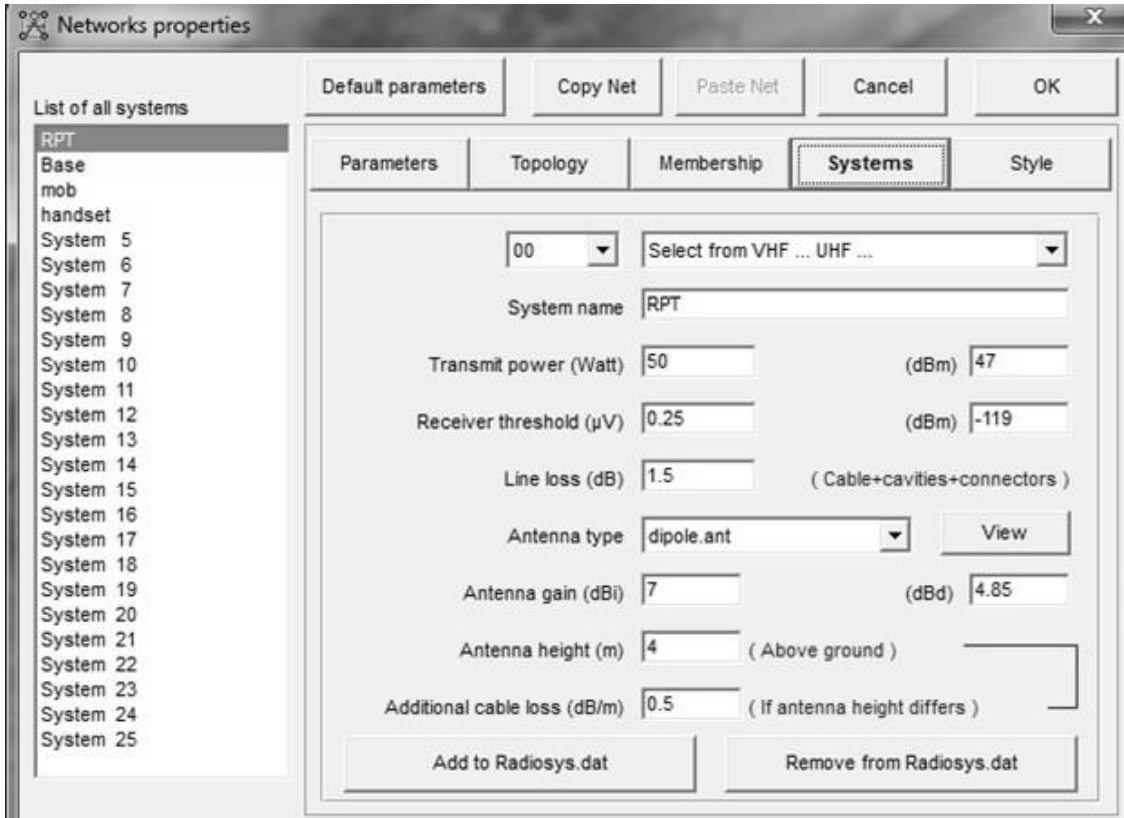 Networks properties
Default parameters Copy Net Paste Net Cancel OK
List of all systems
RPT
Base
mob
handset
System 5
System 6
System 7
System 8
System 9
System 10
System 11
System 12
System 13
System 14
System 15
System 16
System 17
System 18
System 19
System 20
System 21
System 22
System 23
System 24
System 25
Parameters Topology Membership Systems Style
00 Select from VHF ... UHF ...
System name RPT
Transmit power (Watt) 50 (dBm) 47
Receiver threshold (µV) 0.25 (dBm) -119
Line loss (dB) 1.5 ( Cable+cavities+connectors )
Antenna type dipole.ant View
Antenna gain (dBi) 7 (dBd) 4.85
Antenna height (m) 4 ( Above ground )
Additional cable loss (dB/m) 0.5 ( If antenna height differs )
Add to Radiosys.dat Remove from Radiosys.dat